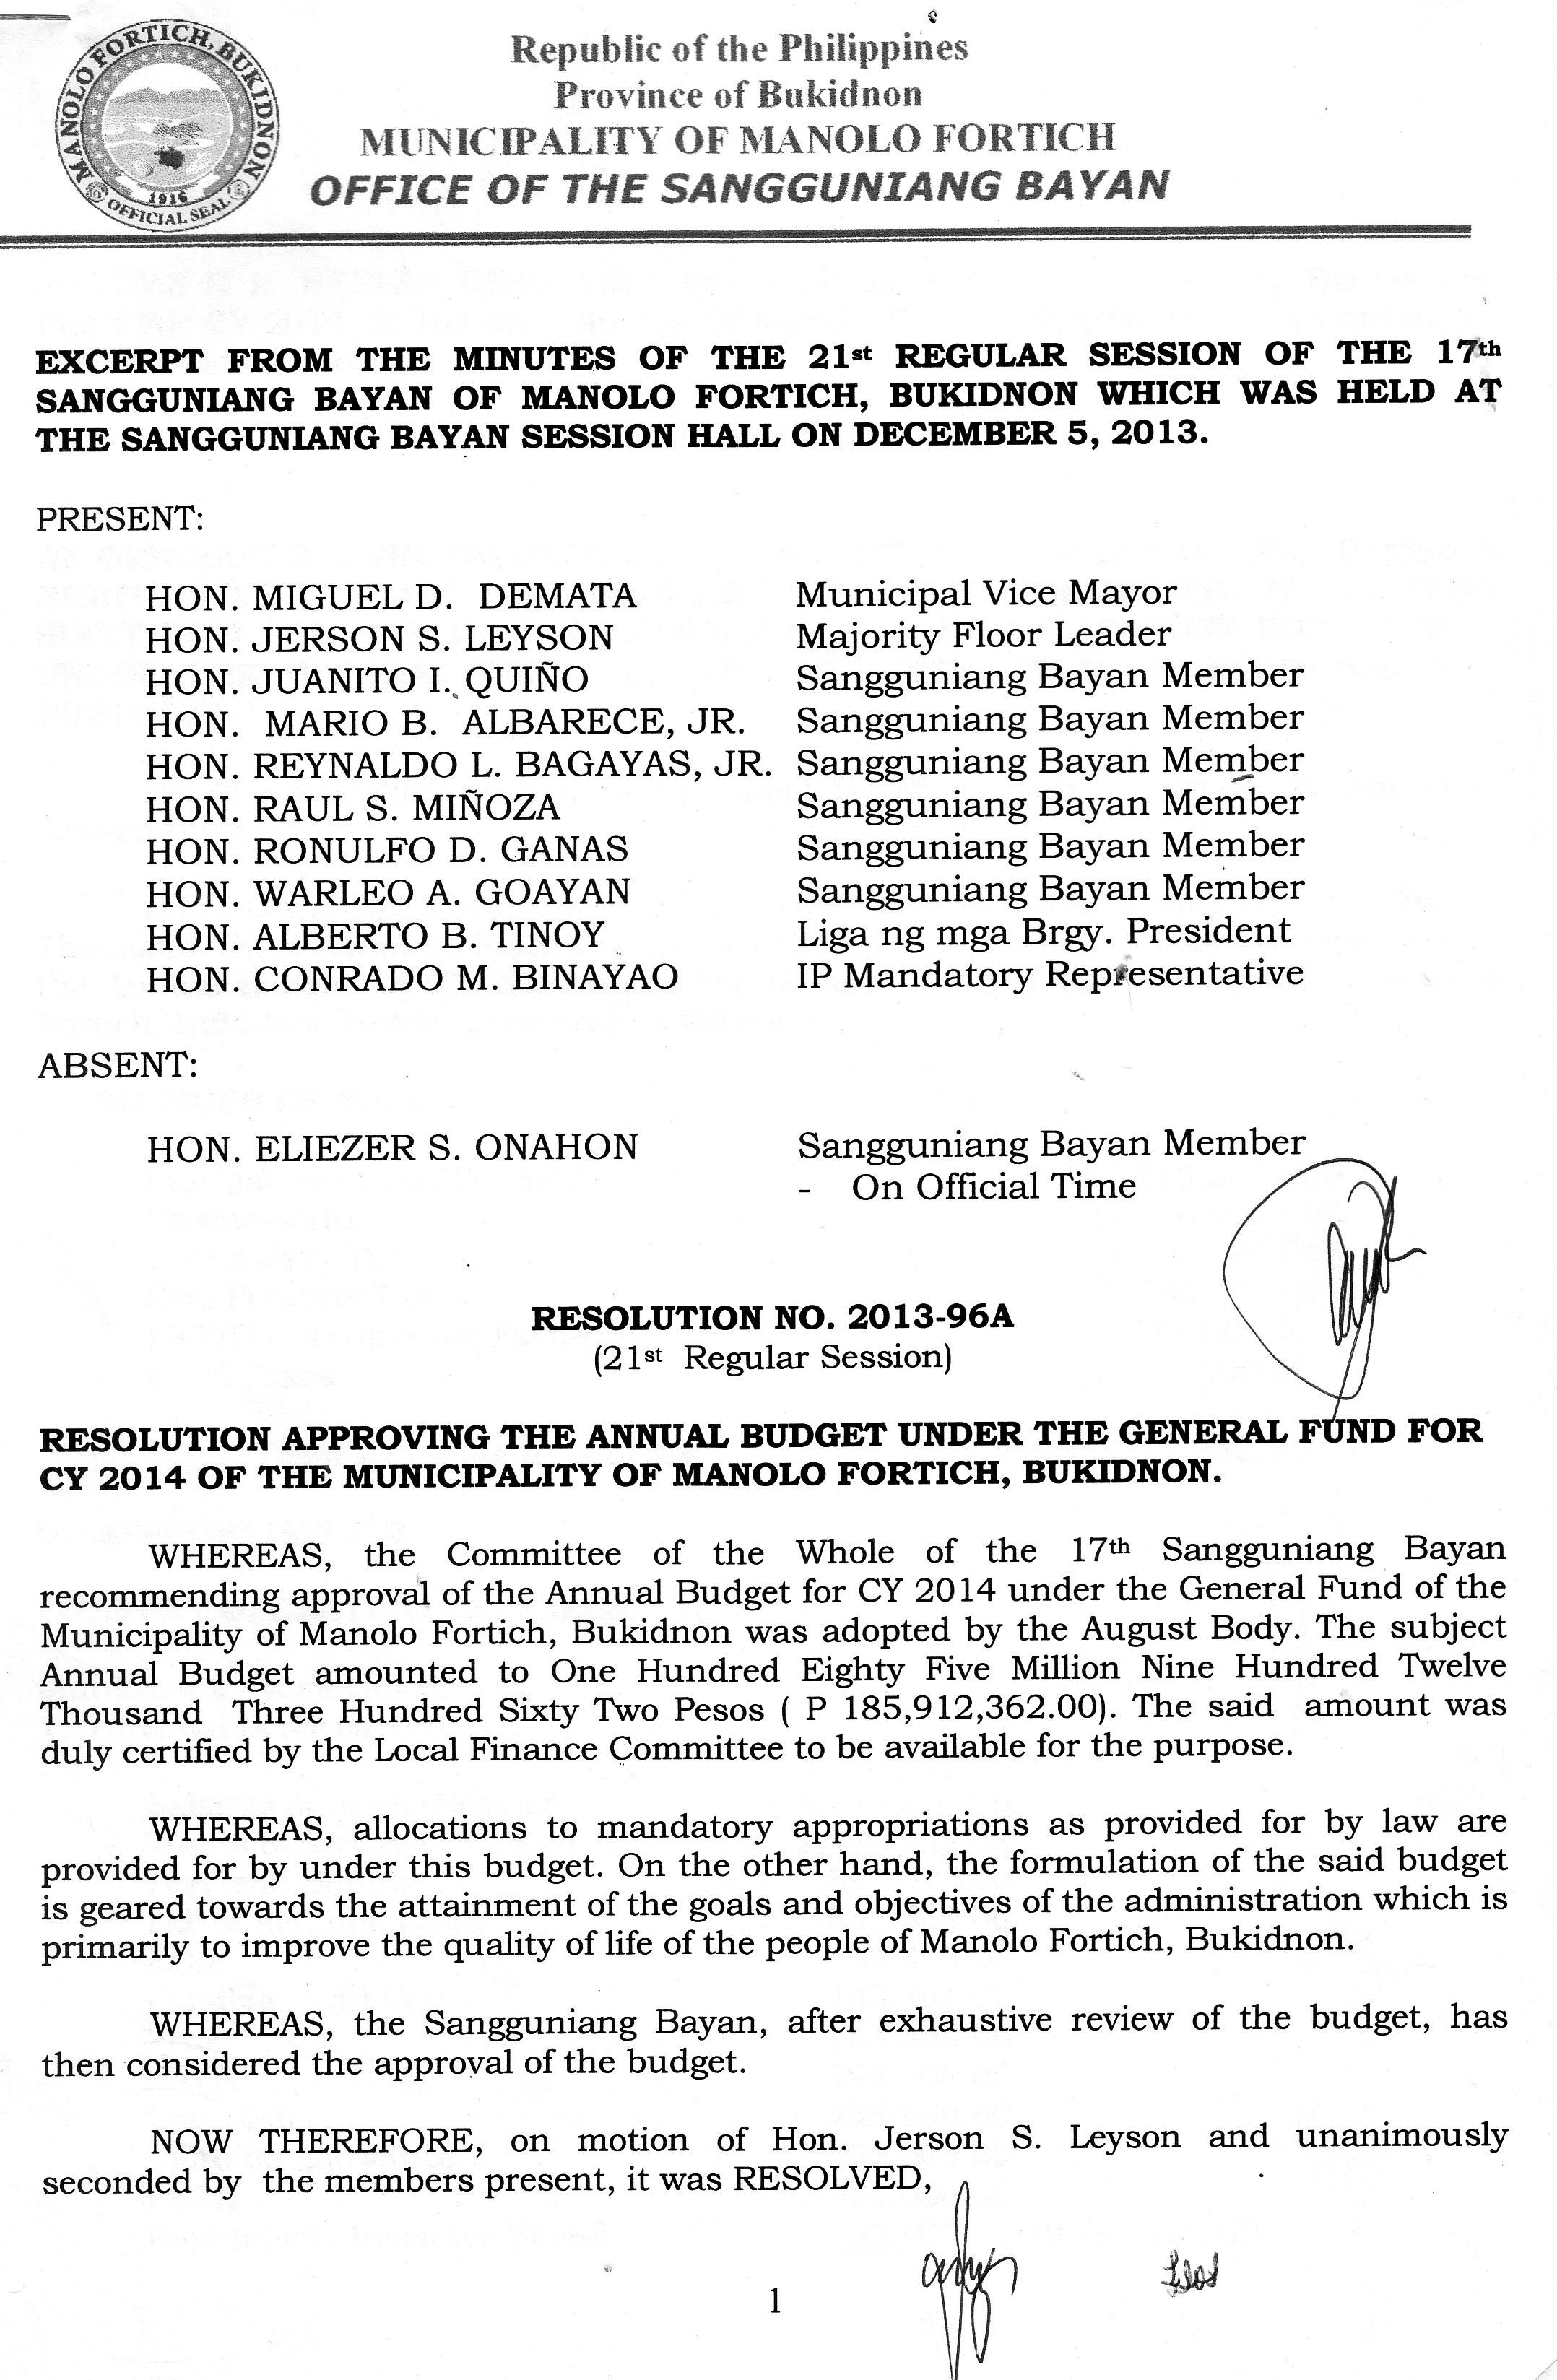 MANOLO FORTICH, BUKIDNON
1916
OFFICIAL SEAL
Republic of the Philippines
Province of Bukidnon
MUNICIPALITY OF MANOLO FORTICH
OFFICE OF THE SANGGUNIANG BAYAN
EXCERPT FROM THE MINUTES OF THE 21st REGULAR SESSION OF THE 17th
SANGGUNIANG BAYAN OF MANOLO FORTICH, BUKIDNON WHICH WAS HELD AT
THE SANGGUNIANG BAYAN SESSION HALL ON DECEMBER 5, 2013.
PRESENT:
HON. MIGUEL D. DEMATA Municipal Vice Mayor
HON. JERSON S. LEYSON Majority Floor Leader
HON. JUANITO I. QUIÑO Sangguniang Bayan Member
HON. MARIO B. ALBARECE, JR. Sangguniang Bayan Member
HON. REYNALDO L. BAGAYAS, JR. Sangguniang Bayan Member
HON. RAUL S. MIÑOZA Sangguniang Bayan Member
HON. RONULFO D. GANAS Sangguniang Bayan Member
HON. WARLEO A. GOAYAN Sangguniang Bayan Member
HON. ALBERTO B. TINOY Liga ng mga Brgy. President
HON. CONRADO M. BINAYAO IP Mandatory Representative
ABSENT:
HON. ELIEZER S. ONAHON Sangguniang Bayan Member
- On Official Time
RESOLUTION NO. 2013-96A
(21st Regular Session)
RESOLUTION APPROVING THE ANNUAL BUDGET UNDER THE GENERAL FUND FOR
CY 2014 OF THE MUNICIPALITY OF MANOLO FORTICH, BUKIDNON.
WHEREAS, the Committee of the Whole of the 17th Sangguniang Bayan
recommending approval of the Annual Budget for CY 2014 under the General Fund of the
Municipality of Manolo Fortich, Bukidnon was adopted by the August Body. The subject
Annual Budget amounted to One Hundred Eighty Five Million Nine Hundred Twelve
Thousand Three Hundred Sixty Two Pesos ( P 185,912,362.00). The said amount was
duly certified by the Local Finance Committee to be available for the purpose.
WHEREAS, allocations to mandatory appropriations as provided for by law are
provided for by under this budget. On the other hand, the formulation of the said budget
is geared towards the attainment of the goals and objectives of the administration which is
primarily to improve the quality of life of the people of Manolo Fortich, Bukidnon.
WHEREAS, the Sangguniang Bayan, after exhaustive review of the budget, has
then considered the approval of the budget.
NOW THEREFORE, on motion of Hon. Jerson S. Leyson and unanimously
seconded by the members present, it was RESOLVED,
1